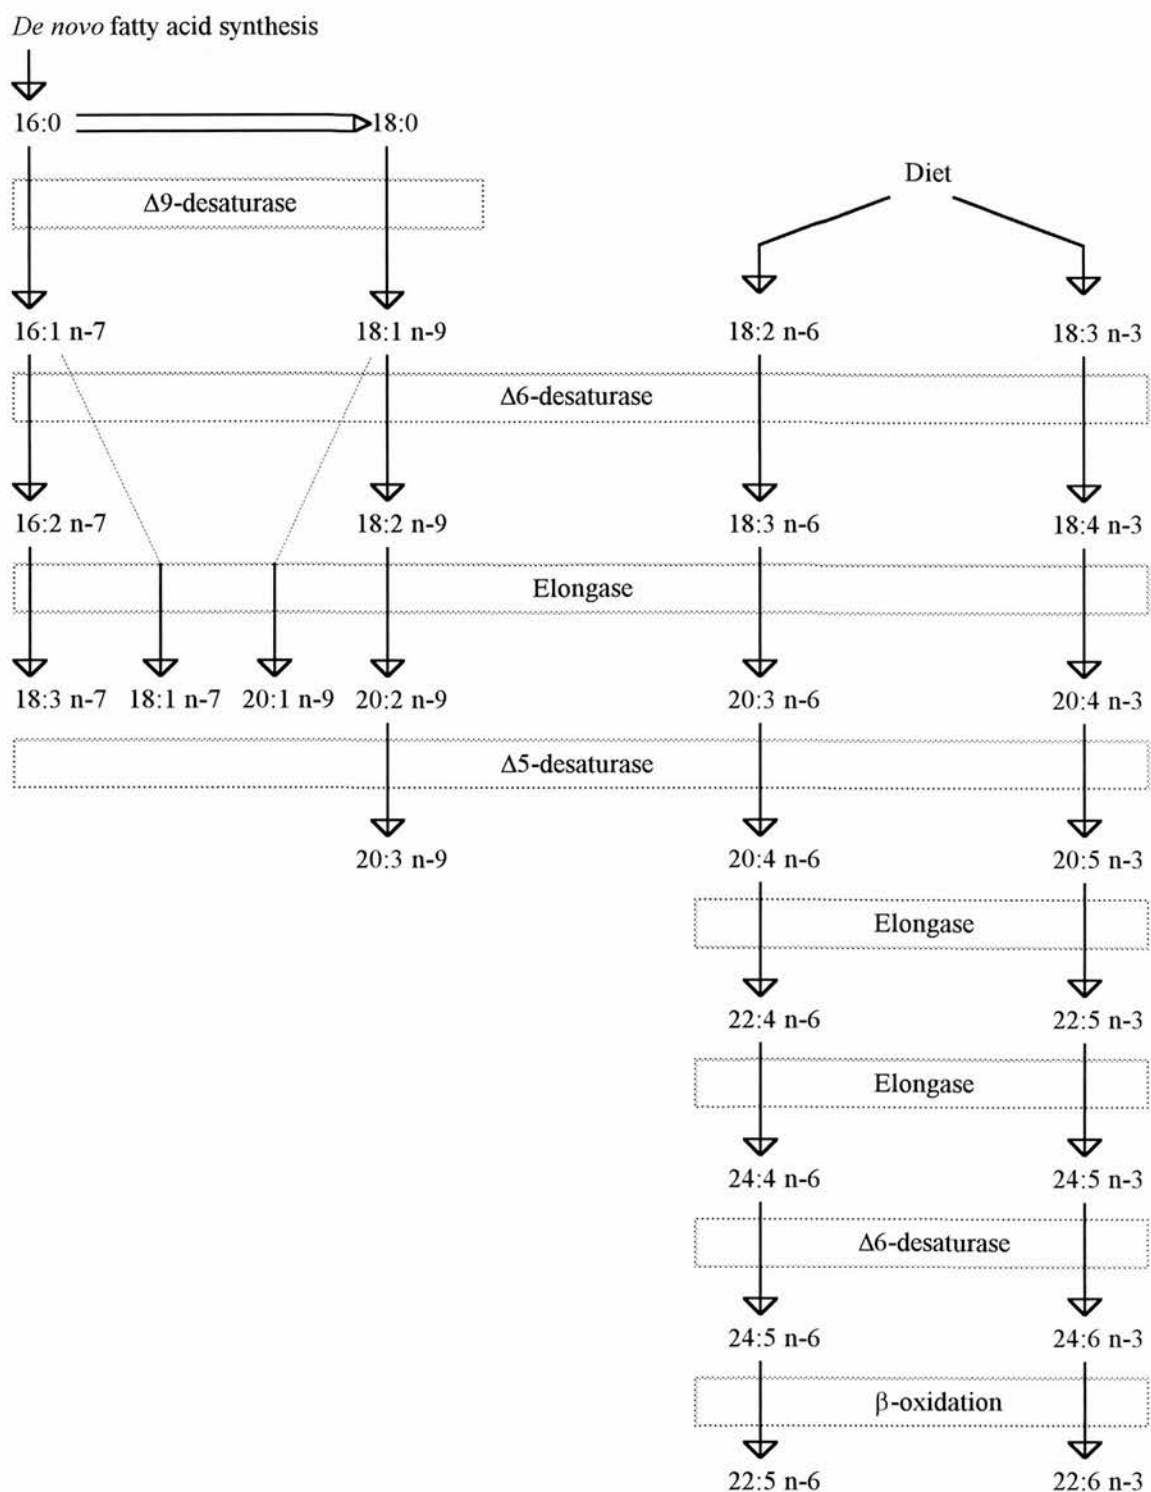 De novo fatty acid synthesis
16:0 18:0
Diet
Δ9-desaturase
16:1 n-7 18:1 n-9 18:2 n-6 18:3 n-3
Δ6-desaturase
16:2 n-7 18:2 n-9 18:3 n-6 18:4 n-3
Elongase
18:3 n-7 18:1 n-7 20:1 n-9 20:2 n-9 20:3 n-6 20:4 n-3
Δ5-desaturase
20:3 n-9 20:4 n-6 20:5 n-3
Elongase
22:4 n-6 22:5 n-3
Elongase
24:4 n-6 24:5 n-3
Δ6-desaturase
24:5 n-6 24:6 n-3
β-oxidation
22:5 n-6 22:6 n-3